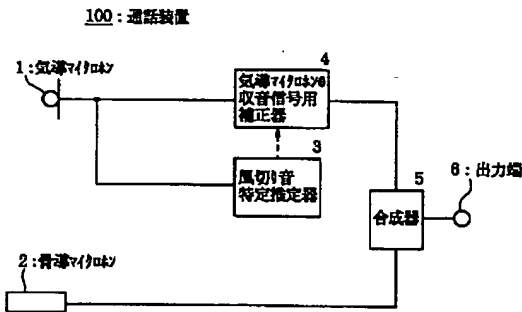 100：通話装置
1：気導マイクロホン
4
気導マイクロホンの
収音信号用
補正器
3
風切り音
特定推定器
5
合成器
6：出力端
2：骨導マイクロホン